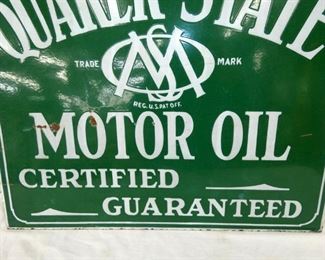 QUAKER STATE
TRADE MARK
REG. U.S. PAT. OFF.
MOTOR OIL
CERTIFIED
GUARANTEED